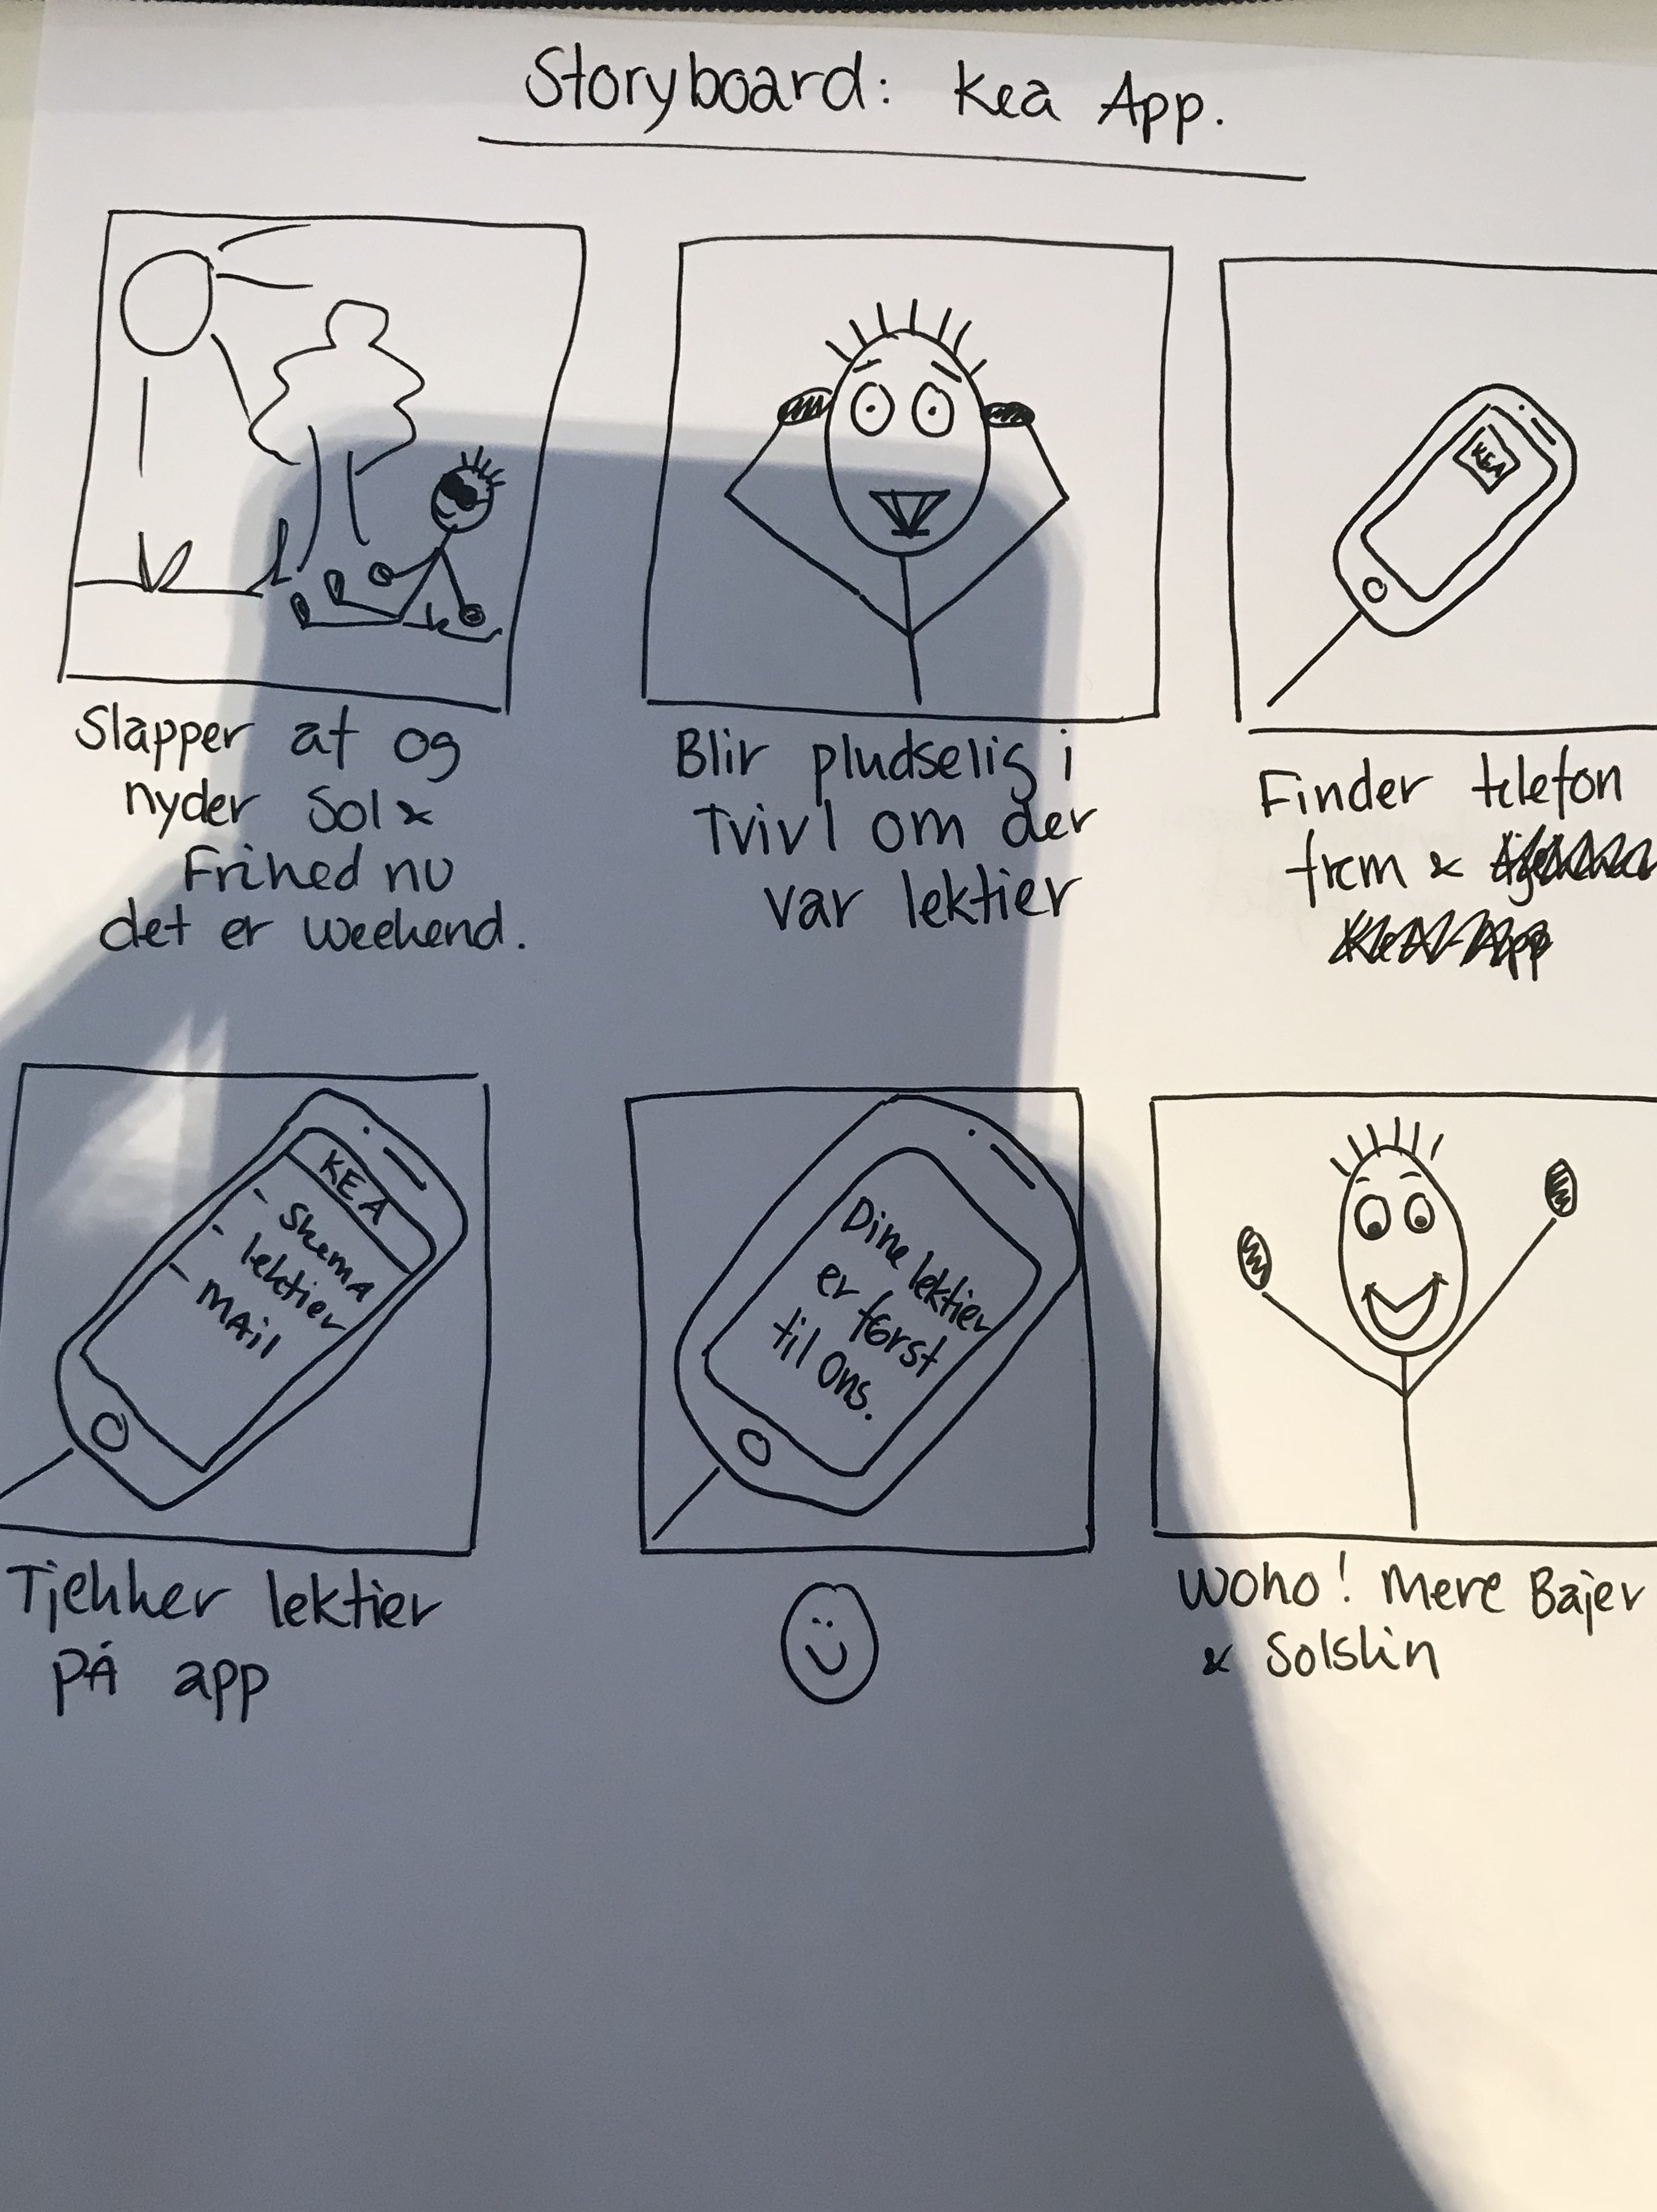 Storyboard: Kea App.
KEA
Slapper af og
nyder Sol &
Frihed nu
det er weekend.
Blir pludselig i
Tvivl om der
var lektier
Finder telefon
frem &
KEA App
KEA
- Skema
- lektier
- MAil
Dine lektier
er først
til Ons.
Tjekker lektier
PÅ app
Woho! Mere Bajer
& Solskin